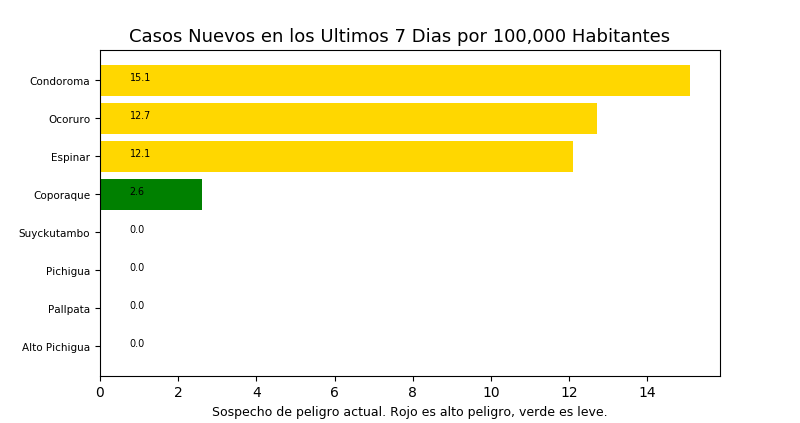 Casos Nuevos en los Ultimos 7 Dias por 100,000 Habitantes
Condoroma 15.1
Ocoruro 12.7
Espinar 12.1
Coporaque 2.6
Suyckutambo 0.0
Pichigua 0.0
Pallpata 0.0
Alto Pichigua 0.0
0 2 4 6 8 10 12 14
Sospecho de peligro actual. Rojo es alto peligro, verde es leve.